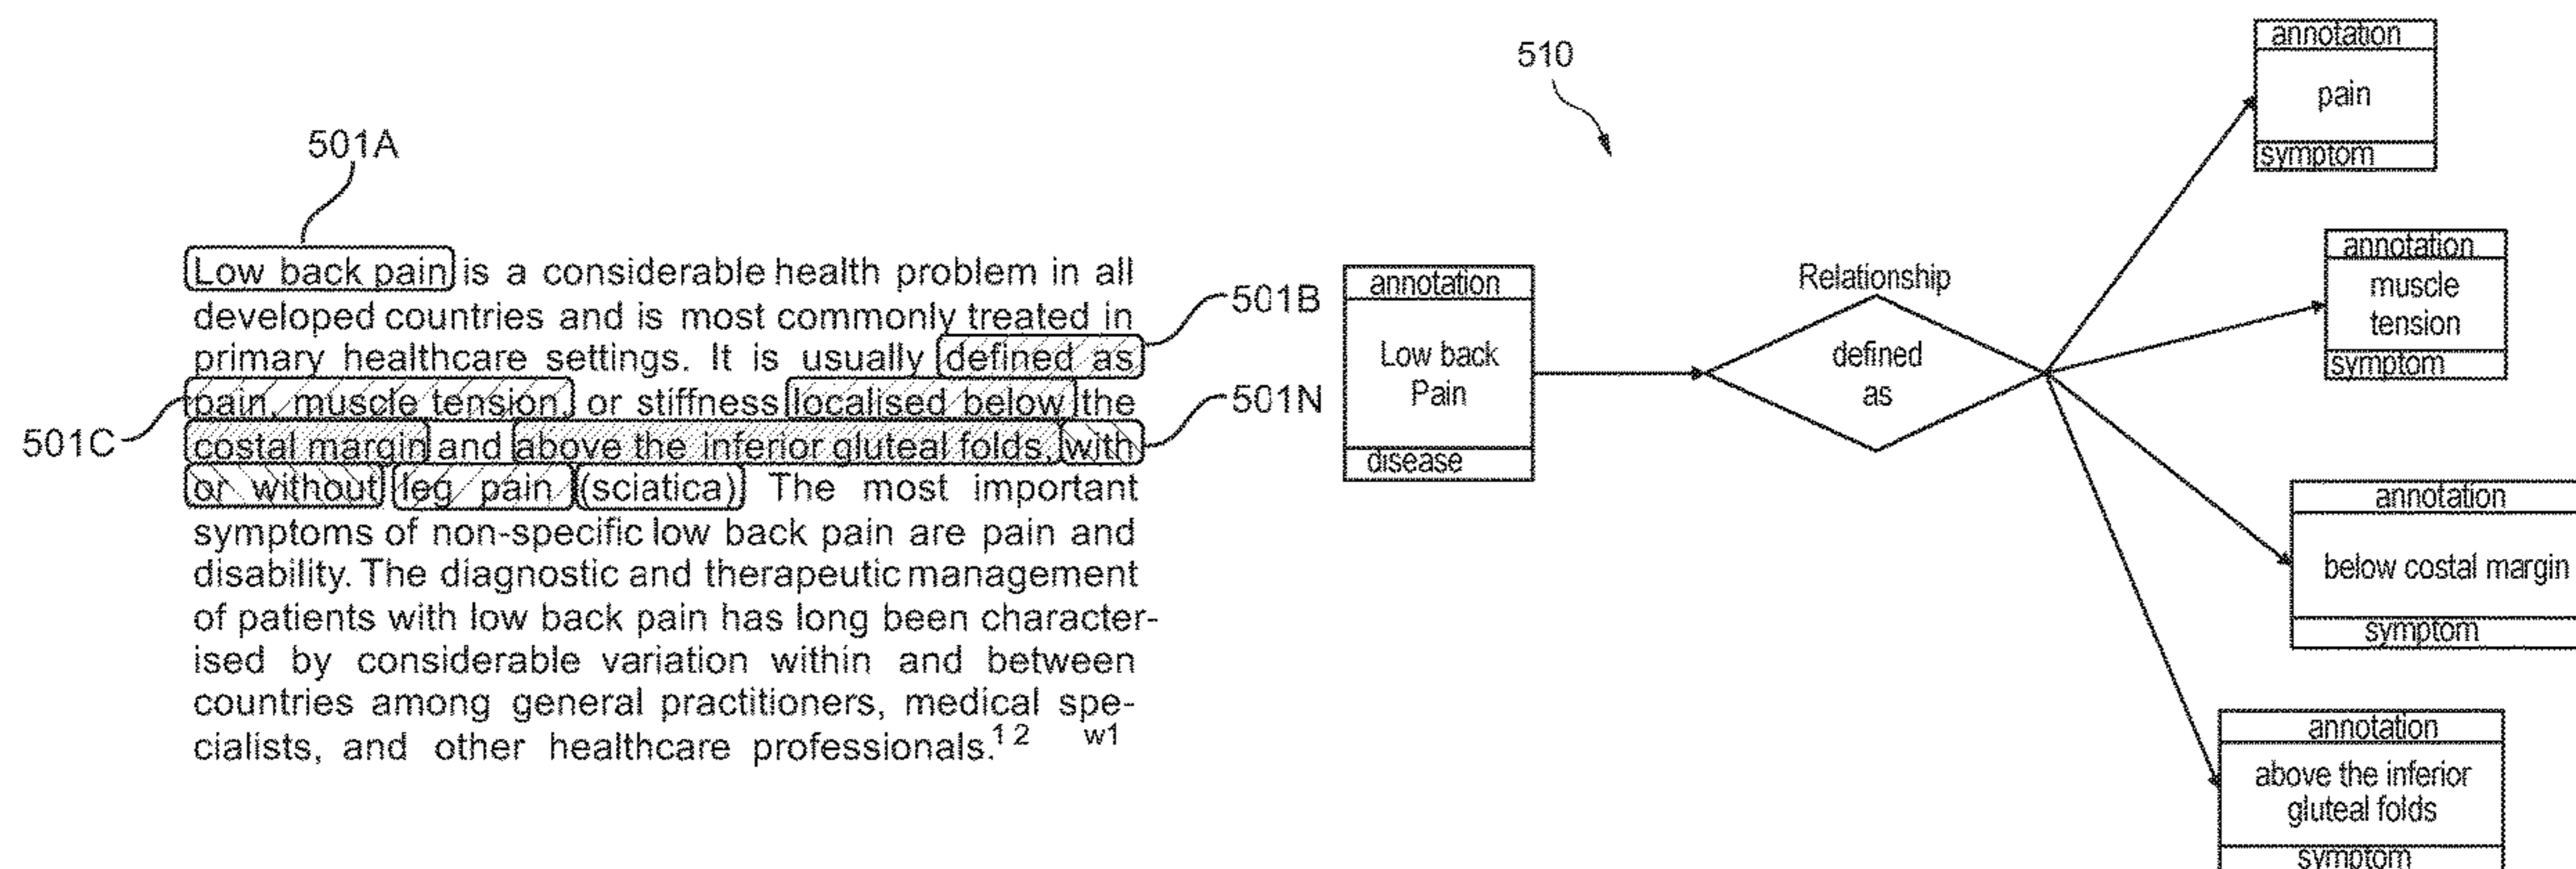 501A
Low back pain is a considerable health problem in all
developed countries and is most commonly treated in
primary healthcare settings. It is usually defined as
pain, muscle tension, or stiffness localised below the
costal margin and above the inferior gluteal folds, with
or without leg pain (sciatica). The most important
symptoms of non-specific low back pain are pain and
disability. The diagnostic and therapeutic management
of patients with low back pain has long been character-
ised by considerable variation within and between
countries among general practitioners, medical spe-
cialists, and other healthcare professionals.1 2 w1
501B
501N
501C
510
annotation
Low back
Pain
disease
Relationship
defined
as
annotation
pain
symptom
annotation
muscle
tension
symptom
annotation
below costal margin
symptom
annotation
above the inferior
gluteal folds
symptom